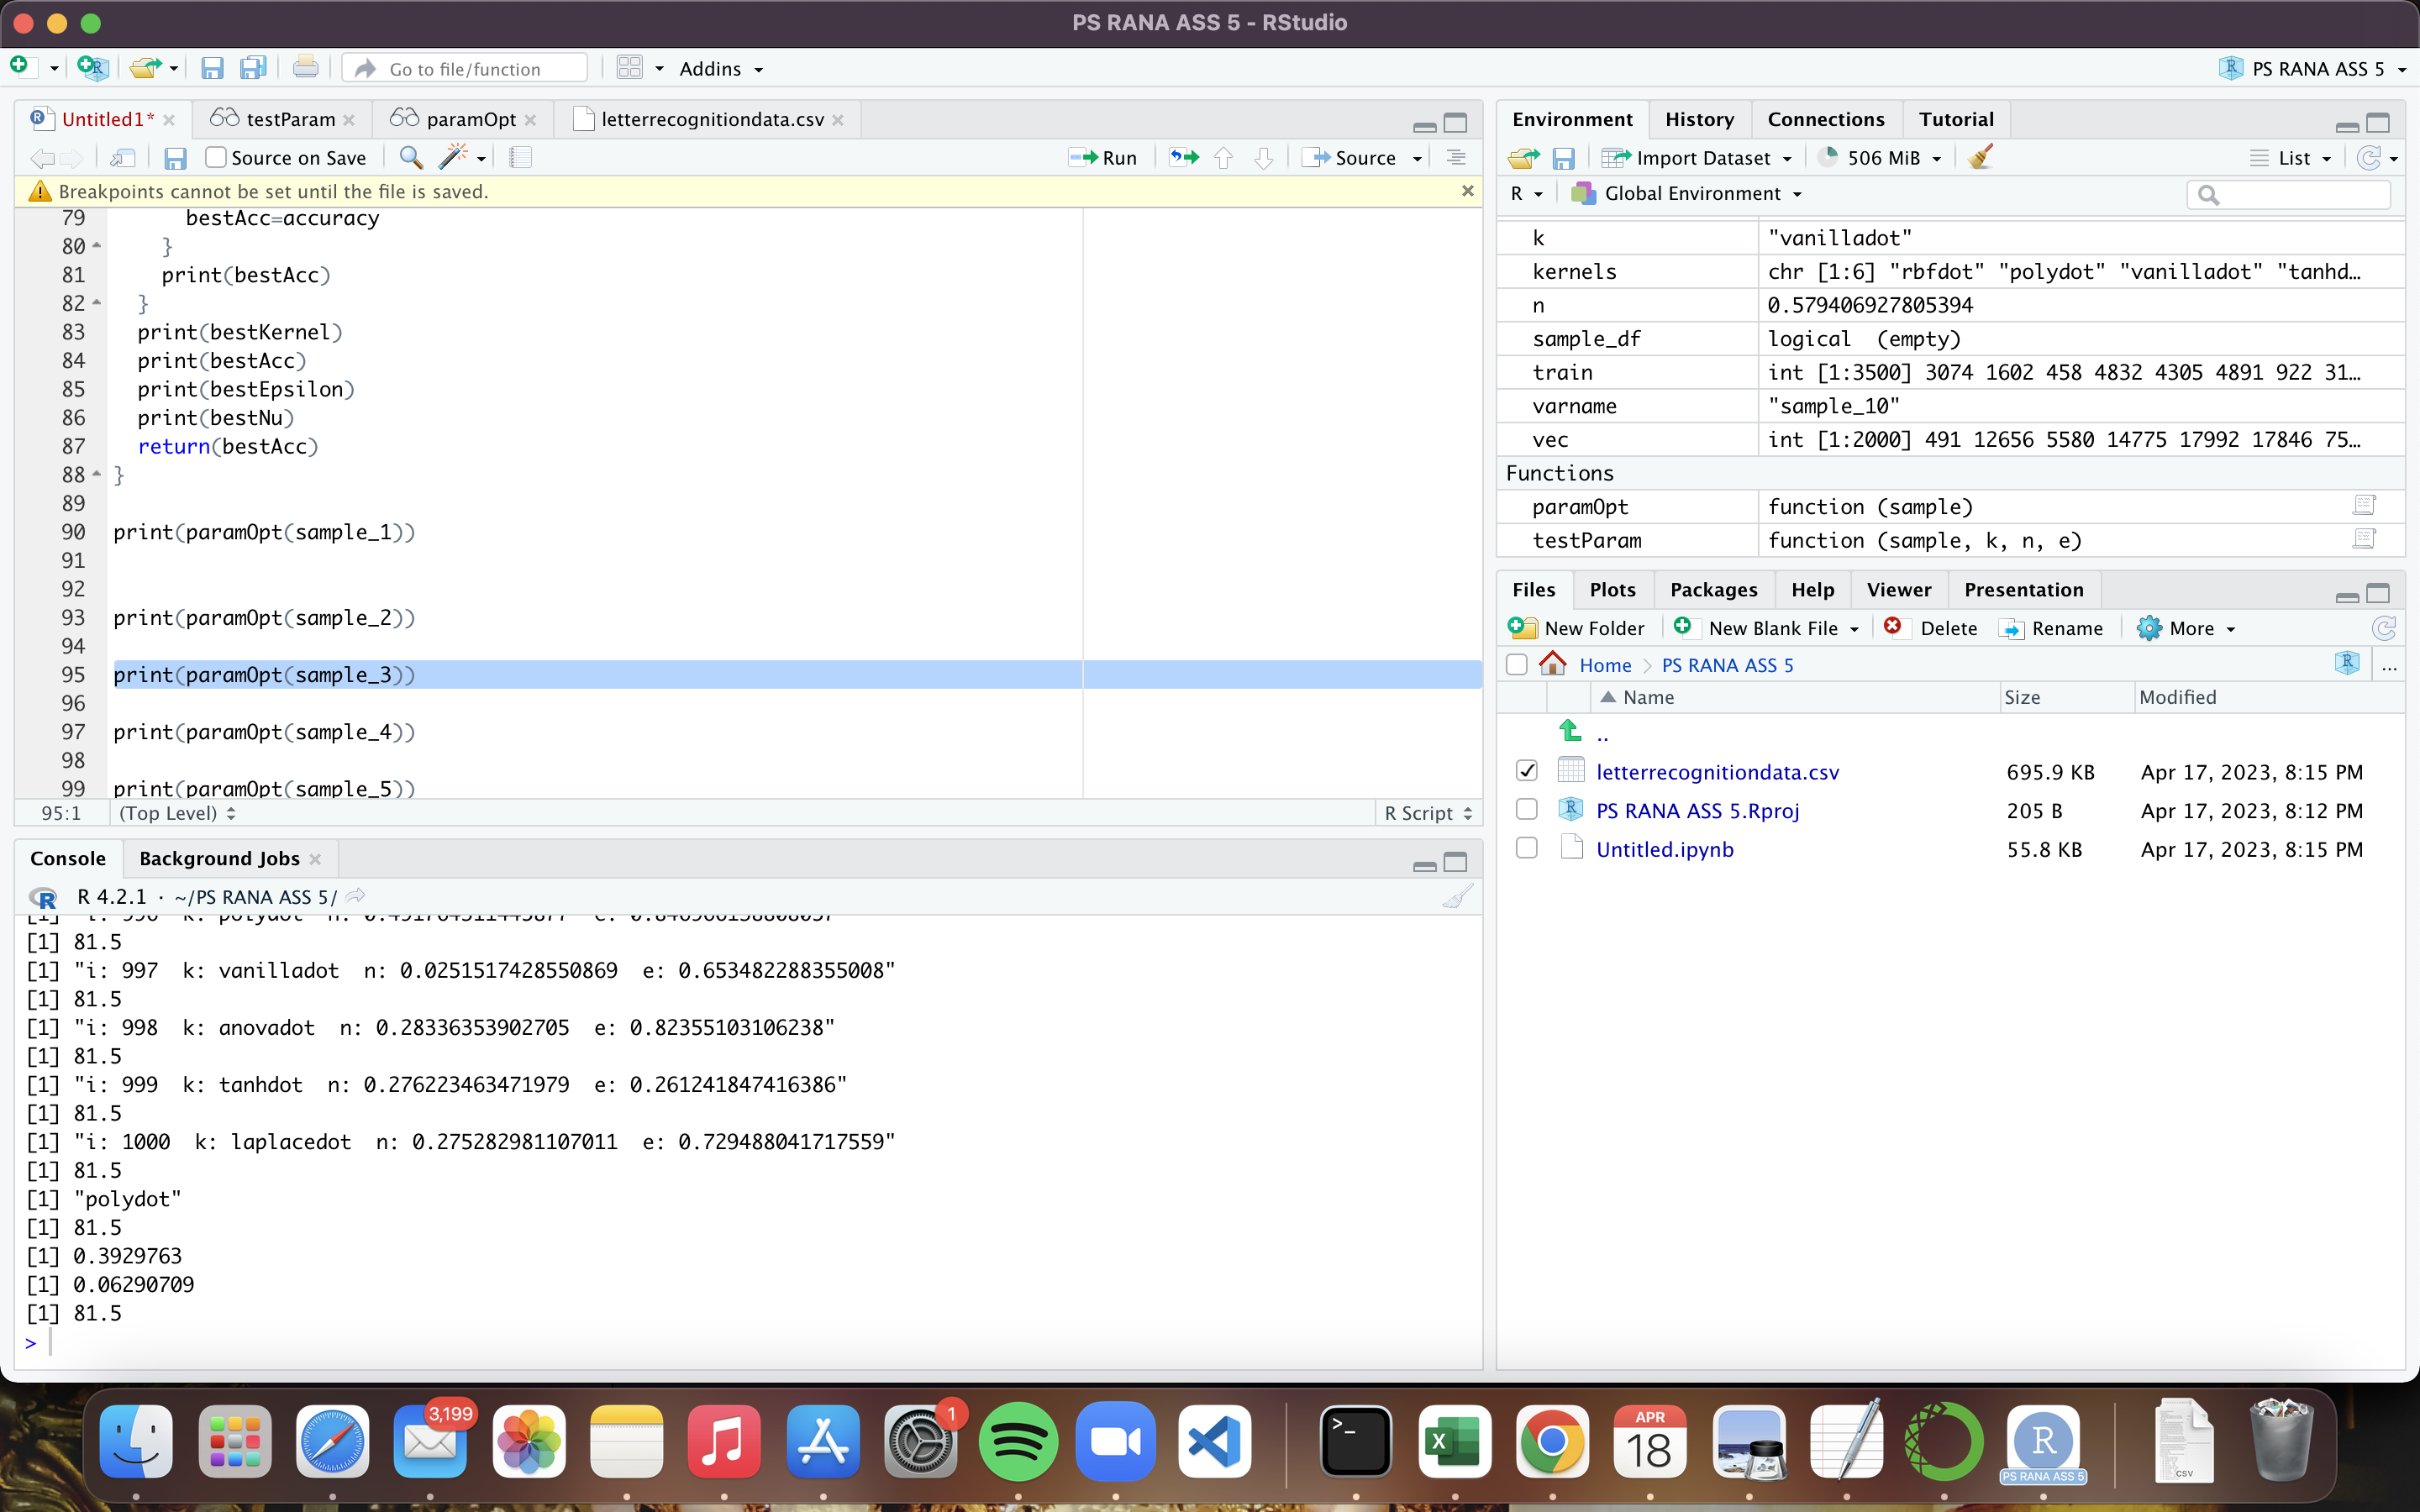 PS RANA ASS 5 - RStudio
Go to file/function
Addins
PS RANA ASS 5
Untitled1*
testParam
paramOpt
letterrecognitiondata.csv
Source on Save
Run
Source
Breakpoints cannot be set until the file is saved.
79 bestAcc=accuracy
80 }
81 print(bestAcc)
82 }
83 print(bestKernel)
84 print(bestAcc)
85 print(bestEpsilon)
86 print(bestNu)
87 return(bestAcc)
88 }
89
90 print(paramOpt(sample_1))
91
92
93 print(paramOpt(sample_2))
94
95 print(paramOpt(sample_3))
96
97 print(paramOpt(sample_4))
98
99 print(paramOpt(sample_5))
95:1 (Top Level) R Script
Console Background Jobs
R 4.2.1 · ~/PS RANA ASS 5/
[1] 81.5
[1] "i: 997  k: vanilladot  n: 0.0251517428550869  e: 0.653482288355008"
[1] 81.5
[1] "i: 998  k: anovadot  n: 0.28336353902705  e: 0.82355103106238"
[1] 81.5
[1] "i: 999  k: tanhdot  n: 0.276223463471979  e: 0.261241847416386"
[1] 81.5
[1] "i: 1000  k: laplacedot  n: 0.275282981107011  e: 0.729488041717559"
[1] 81.5
[1] "polydot"
[1] 81.5
[1] 0.3929763
[1] 0.06290709
[1] 81.5
>
Environment History Connections Tutorial
Import Dataset 506 MiB List
R Global Environment
k "vanilladot"
kernels chr [1:6] "rbfdot" "polydot" "vanilladot" "tanhd…
n 0.579406927805394
sample_df logical (empty)
train int [1:3500] 3074 1602 458 4832 4305 4891 922 31…
varname "sample_10"
vec int [1:2000] 491 12656 5580 14775 17992 17846 75…
Functions
paramOpt function (sample)
testParam function (sample, k, n, e)
Files Plots Packages Help Viewer Presentation
New Folder New Blank File Delete Rename More
Home PS RANA ASS 5 ...
Name Size Modified
..
letterrecognitiondata.csv 695.9 KB Apr 17, 2023, 8:15 PM
PS RANA ASS 5.Rproj 205 B Apr 17, 2023, 8:12 PM
Untitled.ipynb 55.8 KB Apr 17, 2023, 8:15 PM
3,199
1
APR
18
PS RANA ASS 5
CSV